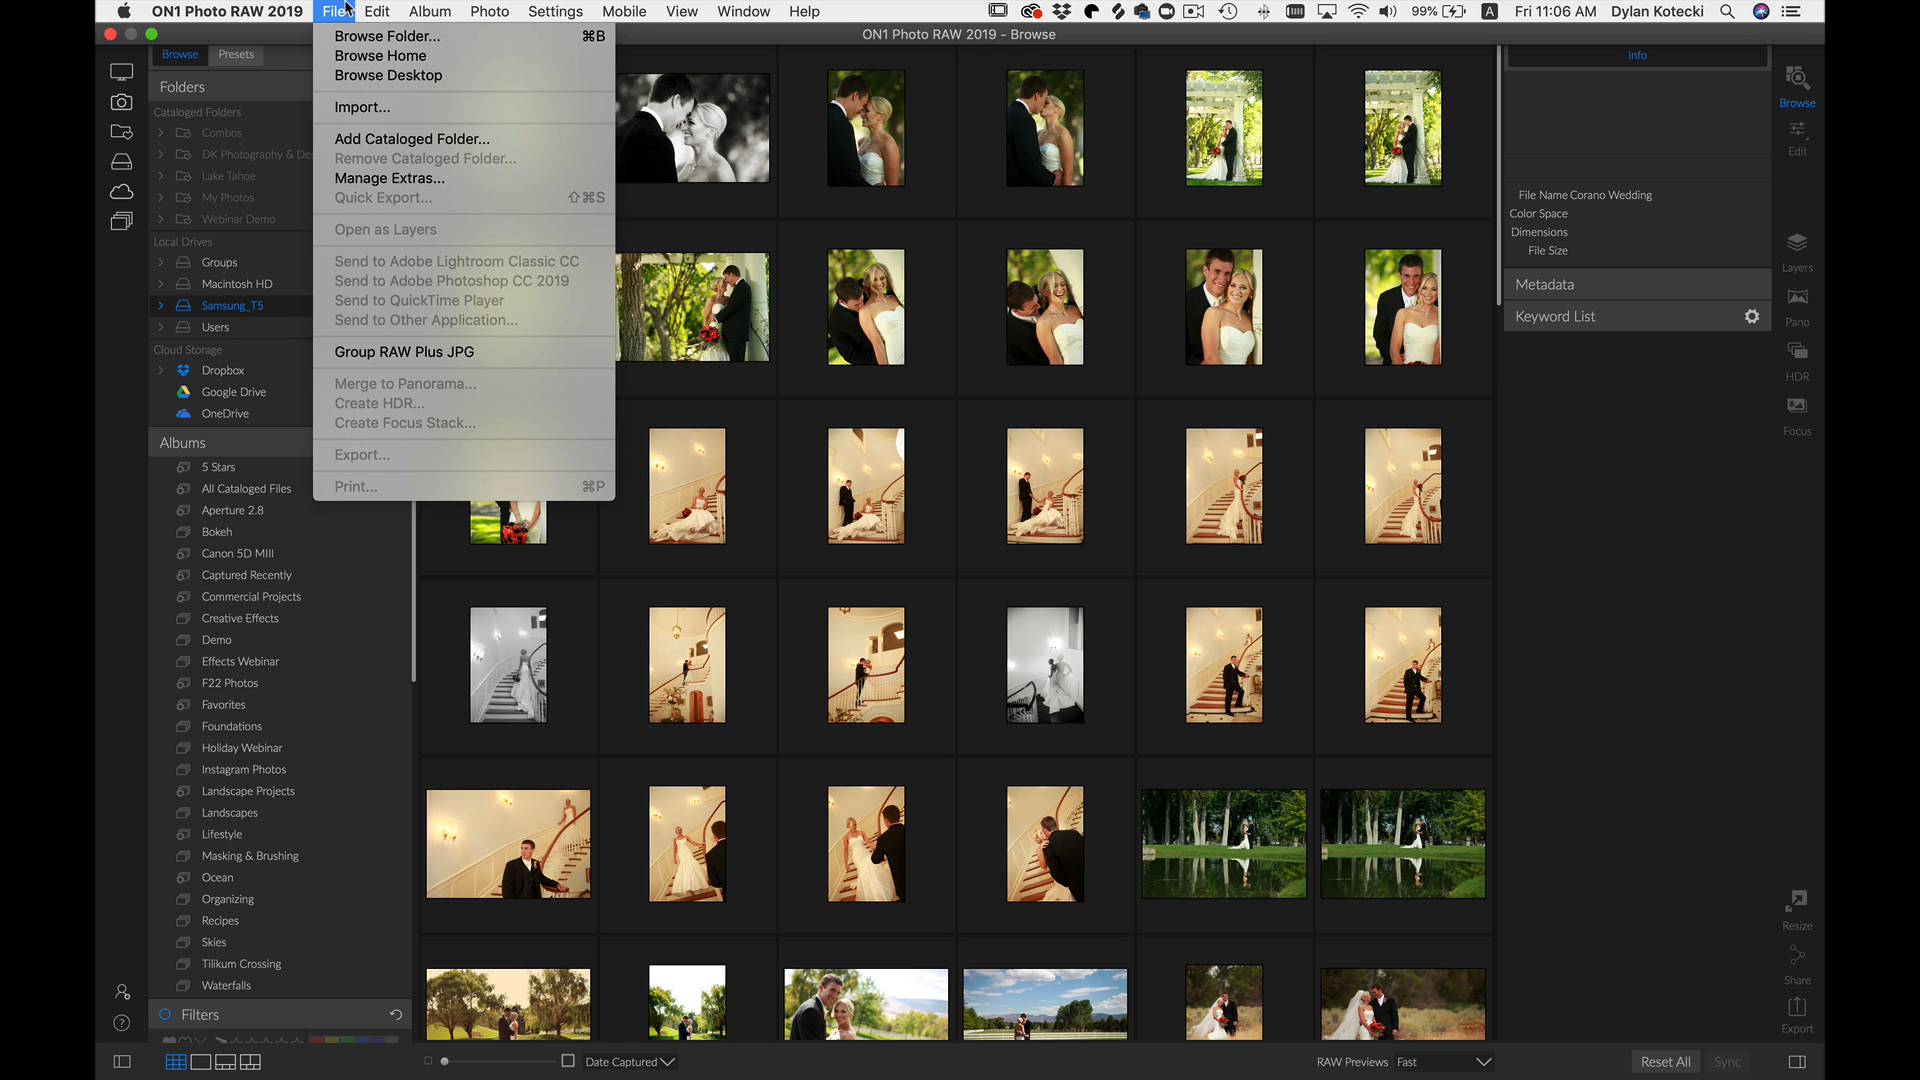 ON1 Photo RAW 2019 File Edit Album Photo Settings Mobile View Window Help 99% A Fri 11:06 AM Dylan Kotecki
ON1 Photo RAW 2019 - Browse
Browse Presets
Folders
Cataloged Folders
Combos
DK Photography & De
Lake Tahoe
My Photos
Webinar Demo
Local Drives
Groups
Macintosh HD
Samsung_T5
Users
Cloud Storage
Dropbox
Google Drive
OneDrive
Albums
5 Stars
All Cataloged Files
Aperture 2.8
Bokeh
Canon 5D MIII
Captured Recently
Commercial Projects
Creative Effects
Demo
Effects Webinar
F22 Photos
Favorites
Foundations
Holiday Webinar
Instagram Photos
Landscape Projects
Landscapes
Lifestyle
Masking & Brushing
Ocean
Organizing
Recipes
Skies
Tilikum Crossing
Waterfalls
Filters
Browse Folder... ⌘B
Browse Home
Browse Desktop
Import...
Add Cataloged Folder...
Remove Cataloged Folder...
Manage Extras...
Quick Export... ⇧⌘S
Open as Layers
Send to Adobe Lightroom Classic CC
Send to Adobe Photoshop CC 2019
Send to QuickTime Player
Send to Other Application...
Group RAW Plus JPG
Merge to Panorama...
Create HDR...
Create Focus Stack...
Export...
Print... ⌘P
Info
File Name Corano Wedding
Color Space
Dimensions
File Size
Metadata
Keyword List
Browse
Edit
Layers
Pano
HDR
Focus
Resize
Share
Export
Date Captured
RAW Previews Fast
Reset All Sync